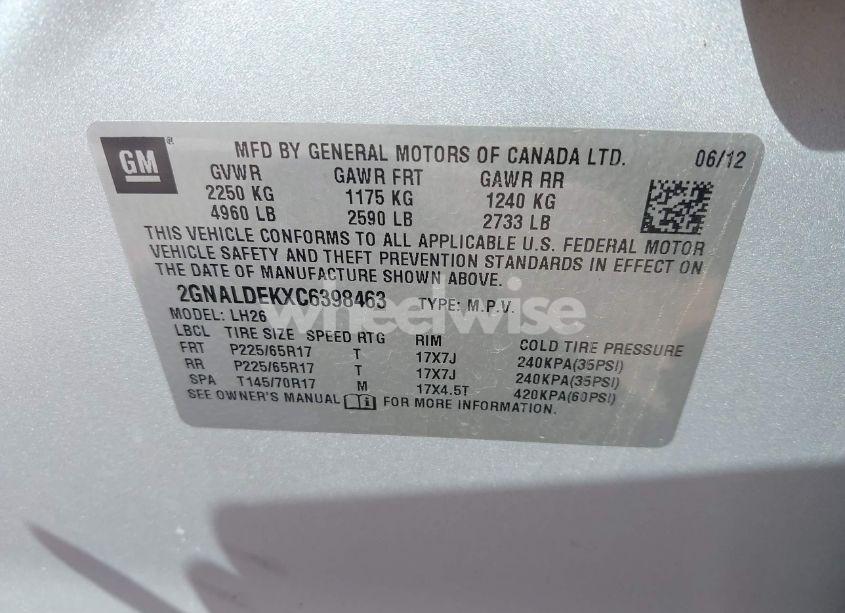 GM
MFD BY GENERAL MOTORS OF CANADA LTD. 06/12
GVWR GAWR FRT GAWR RR
2250 KG 1175 KG 1240 KG
4960 LB 2590 LB 2733 LB
THIS VEHICLE CONFORMS TO ALL APPLICABLE U.S. FEDERAL MOTOR
VEHICLE SAFETY AND THEFT PREVENTION STANDARDS IN EFFECT ON
THE DATE OF MANUFACTURE SHOWN ABOVE.
2GNALDEKXC6398463 TYPE: M.P.V.
wheelwise
MODEL: LH26
LBCL TIRE SIZE SPEED RTG RIM COLD TIRE PRESSURE
FRT P225/65R17 T 17X7J 240KPA(35PSI)
RR P225/65R17 T 17X7J 240KPA(35PSI)
SPA T145/70R17 M 17X4.5T 420KPA(60PSI)
SEE OWNER'S MANUAL FOR MORE INFORMATION.